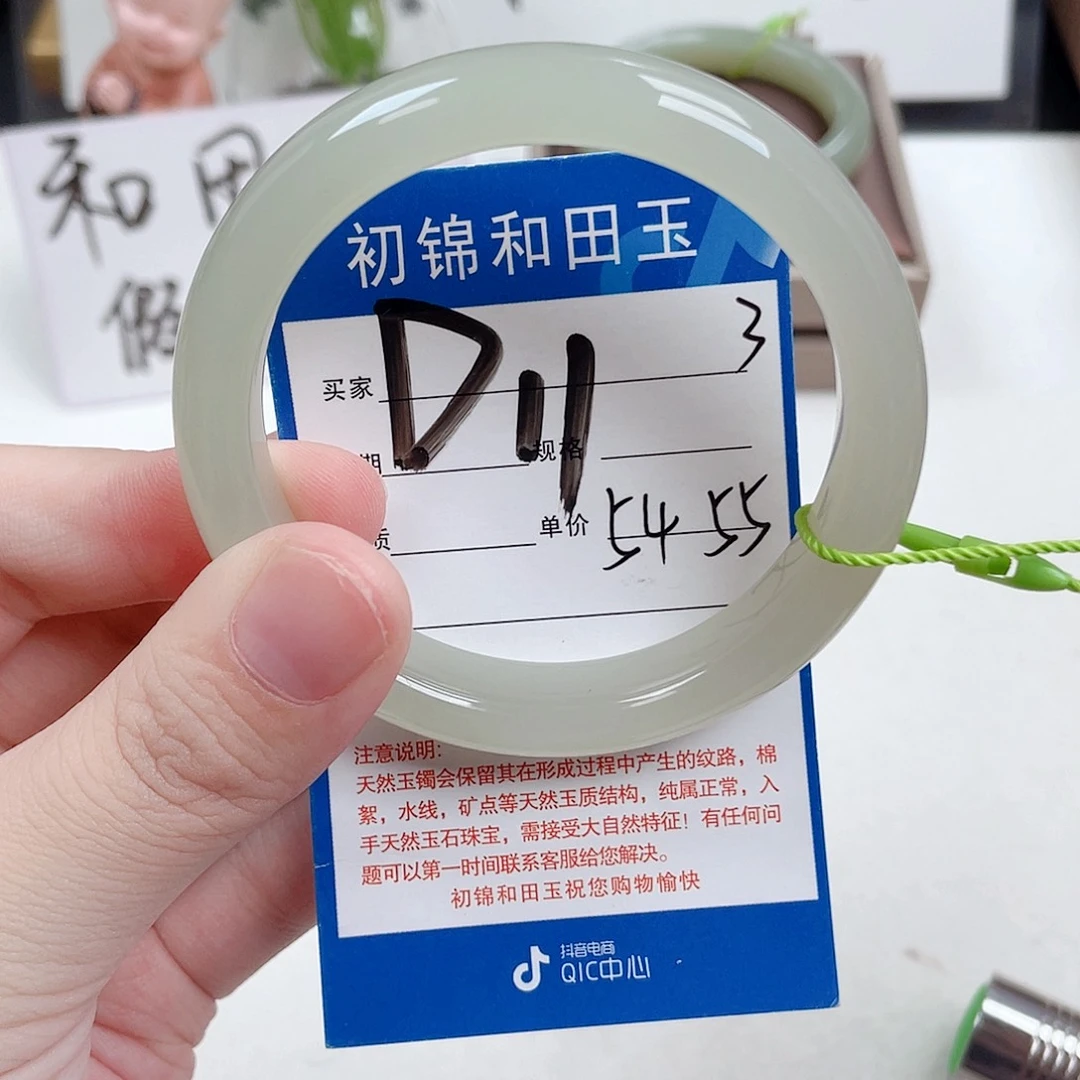 和田
假
初锦和田玉
买家 D11 3
期 规格
质 单价 54 55
注意说明:
天然玉镯会保留其在形成过程中产生的纹路，棉
絮，水线，矿点等天然玉质结构，纯属正常，入
手天然玉石珠宝，需接受大自然特征！有任何问
题可以第一时间联系客服给您解决。
初锦和田玉祝您购物愉快
抖音电商
QIC中心